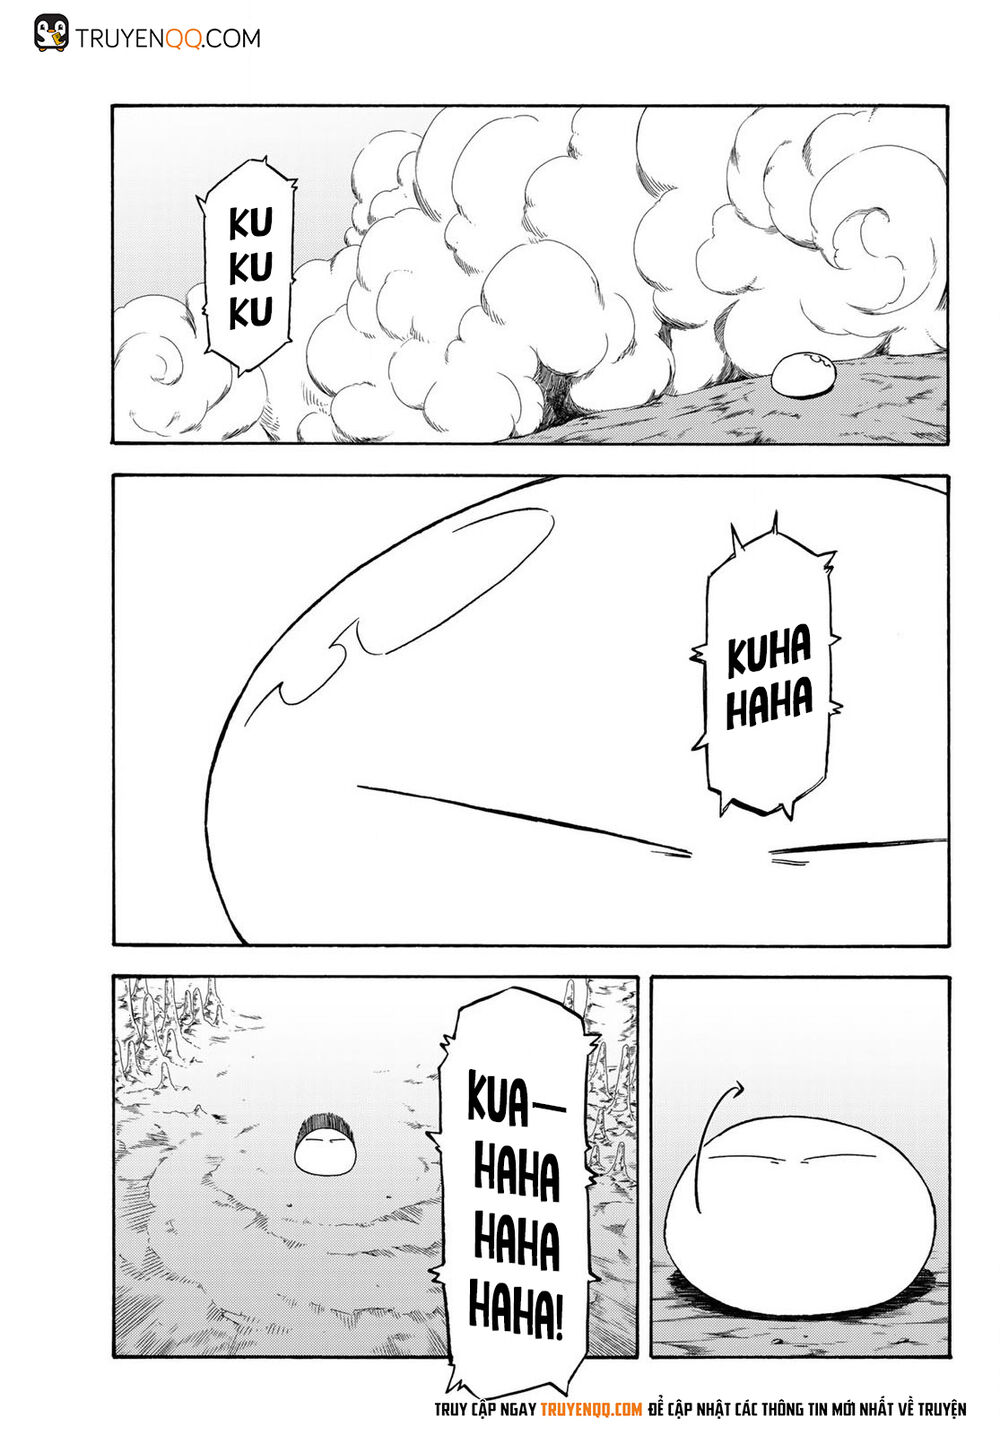 TRUYENQQ.COM
KU
KU
KU
KUHA
HAHA
KUA—
HAHA
HAHA
HAHA!
TRUY CẬP NGAY TRUYENQQ.COM ĐỂ CẬP NHẬT CÁC THÔNG TIN MỚI NHẤT VỀ TRUYỆN